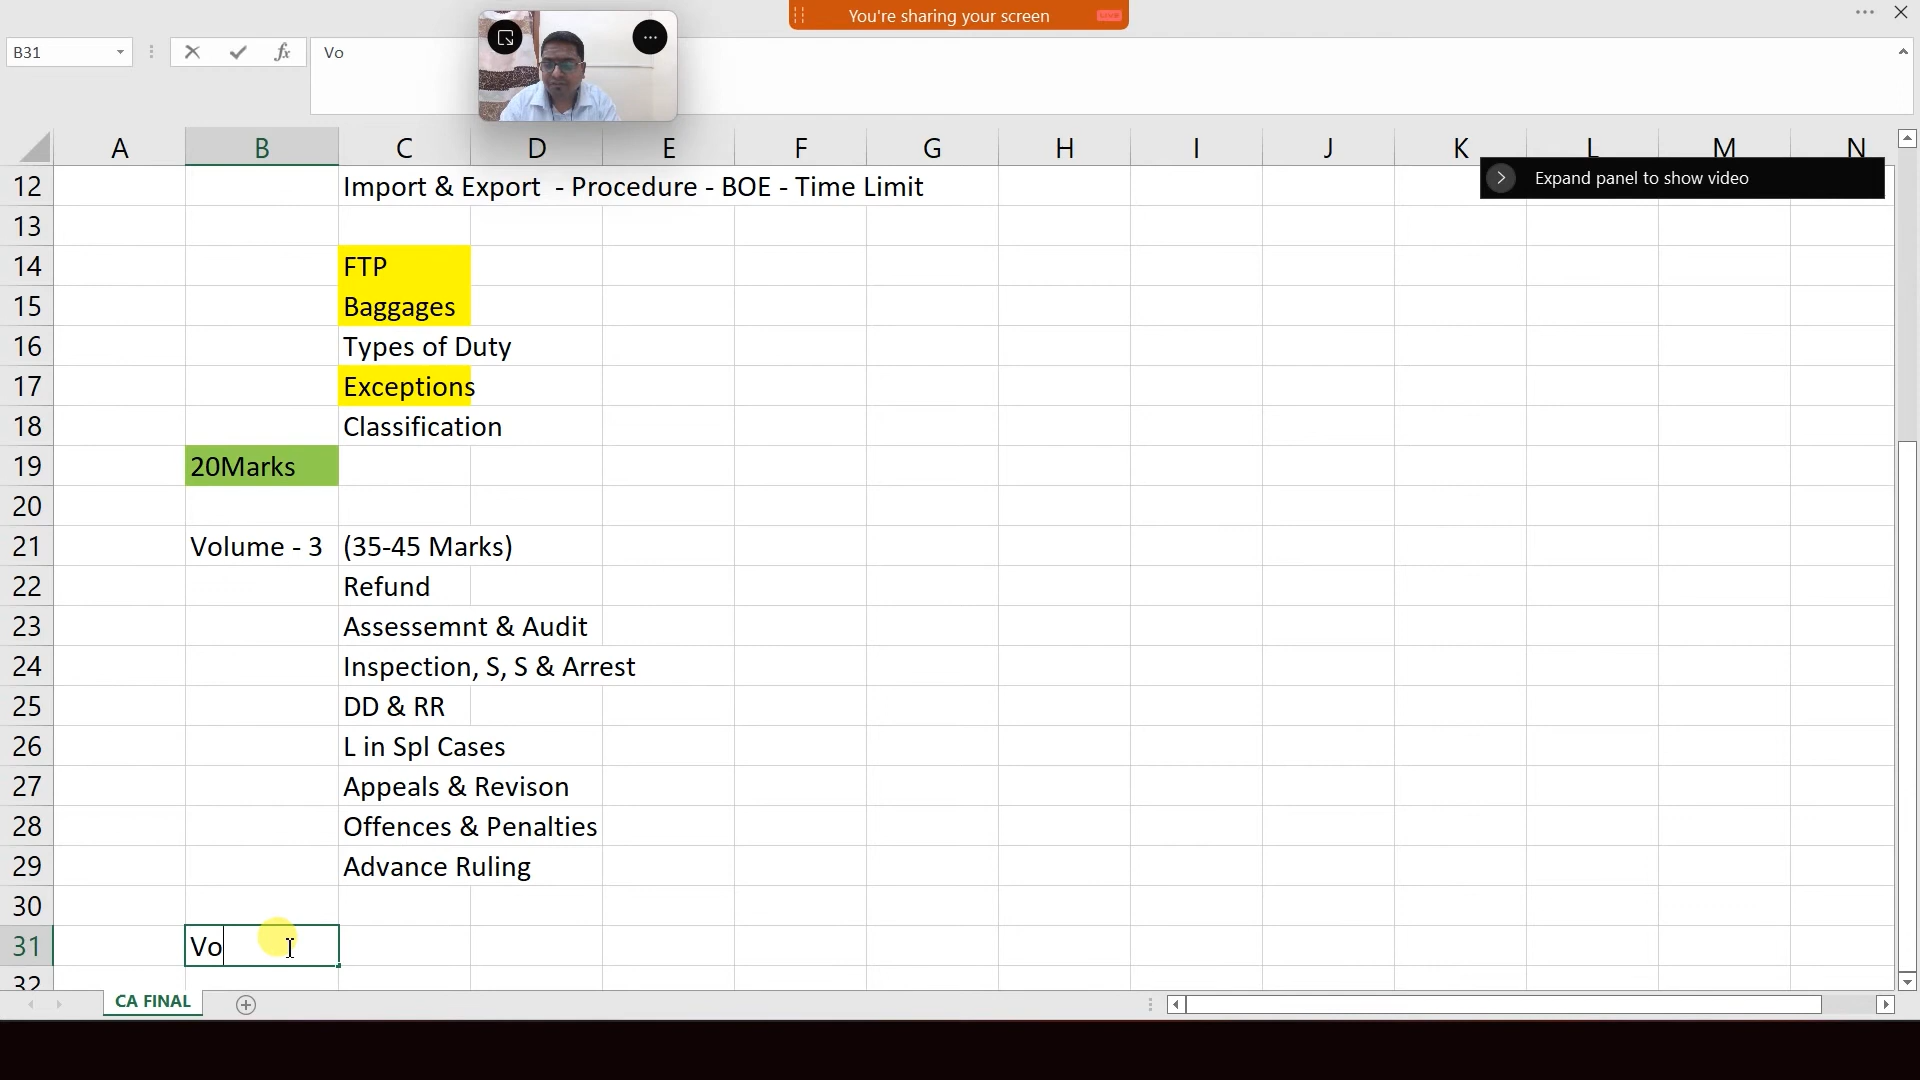 You're sharing your screen LIVE
B31 fx Vo
A B C D E F G H I J K L M N
Expand panel to show video
12 Import & Export - Procedure - BOE - Time Limit
13
14 FTP
15 Baggages
16 Types of Duty
17 Exceptions
18 Classification
19 20Marks
20
21 Volume - 3 (35-45 Marks)
22 Refund
23 Assessemnt & Audit
24 Inspection, S, S & Arrest
25 DD & RR
26 L in Spl Cases
27 Appeals & Revison
28 Offences & Penalties
29 Advance Ruling
30
31 Vo
32
CA FINAL